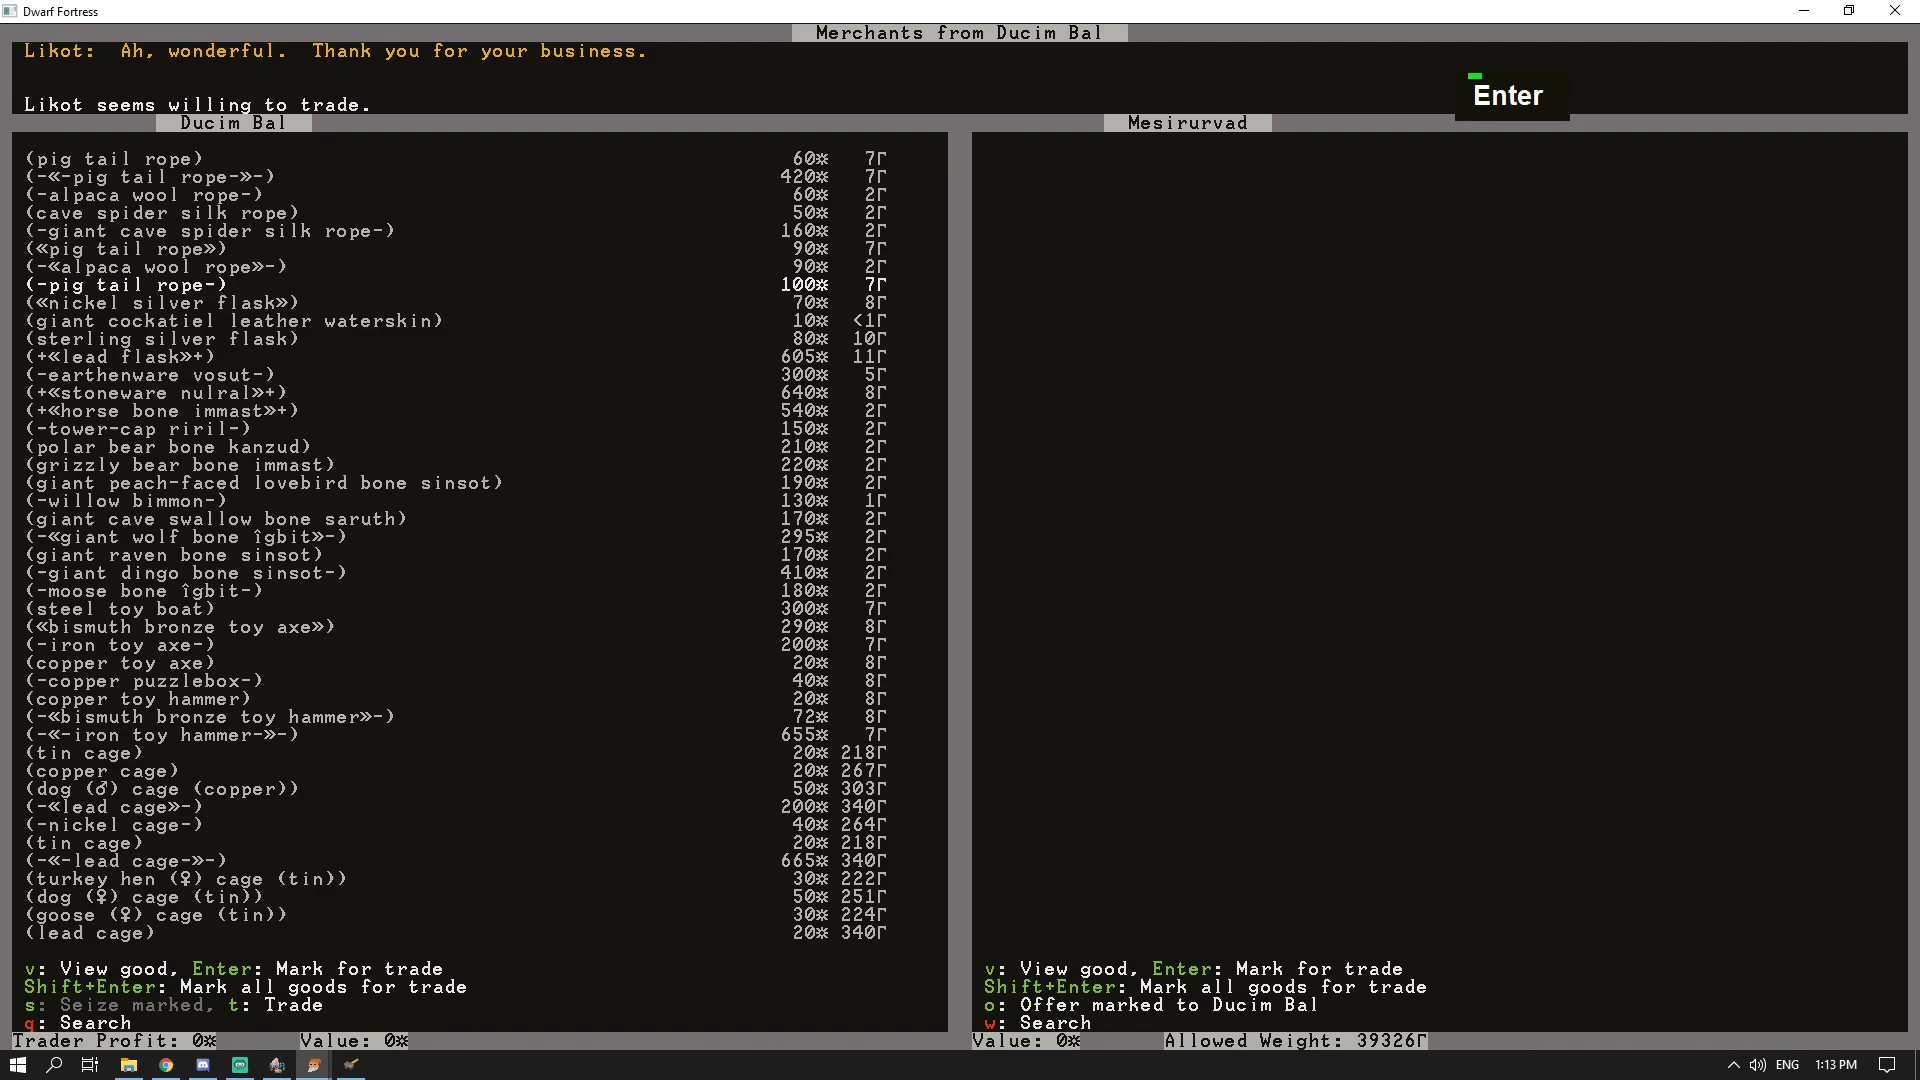 Dwarf Fortress
Merchants from Ducim Bal
Likot:  Ah, wonderful.  Thank you for your business.
Enter
Likot seems willing to trade.
Ducim Bal
Mesirurvad
(pig tail rope) 60☼ 7Γ
(-«-pig tail rope-»-) 420☼ 7Γ
(-alpaca wool rope-) 60☼ 2Γ
(cave spider silk rope) 50☼ 2Γ
(-giant cave spider silk rope-) 160☼ 2Γ
(«pig tail rope») 90☼ 7Γ
(-«alpaca wool rope»-) 90☼ 2Γ
(-pig tail rope-) 100☼ 7Γ
(«nickel silver flask») 70☼ 8Γ
(giant cockatiel leather waterskin) 10☼ <1Γ
(sterling silver flask) 80☼ 10Γ
(+«lead flask»+) 605☼ 11Γ
(-earthenware vosut-) 300☼ 5Γ
(+«stoneware nulral»+) 640☼ 8Γ
(+«horse bone immast»+) 540☼ 2Γ
(-tower-cap riril-) 150☼ 2Γ
(polar bear bone kanzud) 210☼ 2Γ
(grizzly bear bone immast) 220☼ 2Γ
(giant peach-faced lovebird bone sinsot) 190☼ 2Γ
(-willow bimmon-) 130☼ 1Γ
(giant cave swallow bone saruth) 170☼ 2Γ
(-«giant wolf bone îgbit»-) 295☼ 2Γ
(giant raven bone sinsot) 170☼ 2Γ
(-giant dingo bone sinsot-) 410☼ 2Γ
(-moose bone îgbit-) 180☼ 2Γ
(steel toy boat) 300☼ 7Γ
(«bismuth bronze toy axe») 290☼ 8Γ
(-iron toy axe-) 200☼ 7Γ
(copper toy axe) 20☼ 8Γ
(-copper puzzlebox-) 40☼ 8Γ
(copper toy hammer) 20☼ 8Γ
(-«bismuth bronze toy hammer»-) 72☼ 8Γ
(-«-iron toy hammer-»-) 655☼ 7Γ
(tin cage) 20☼ 218Γ
(copper cage) 20☼ 267Γ
(dog (♂) cage (copper)) 50☼ 303Γ
(-«lead cage»-) 200☼ 340Γ
(-nickel cage-) 40☼ 264Γ
(tin cage) 20☼ 218Γ
(-«-lead cage-»-) 665☼ 340Γ
(turkey hen (♀) cage (tin)) 30☼ 222Γ
(dog (♀) cage (tin)) 50☼ 251Γ
(goose (♀) cage (tin)) 30☼ 224Γ
(lead cage) 20☼ 340Γ
v: View good, Enter: Mark for trade
Shift+Enter: Mark all goods for trade
s: Seize marked, t: Trade
q: Search
v: View good, Enter: Mark for trade
Shift+Enter: Mark all goods for trade
o: Offer marked to Ducim Bal
w: Search
Trader Profit: 0☼ Value: 0☼
Value: 0☼ Allowed Weight: 39326Γ
ENG 1:13 PM